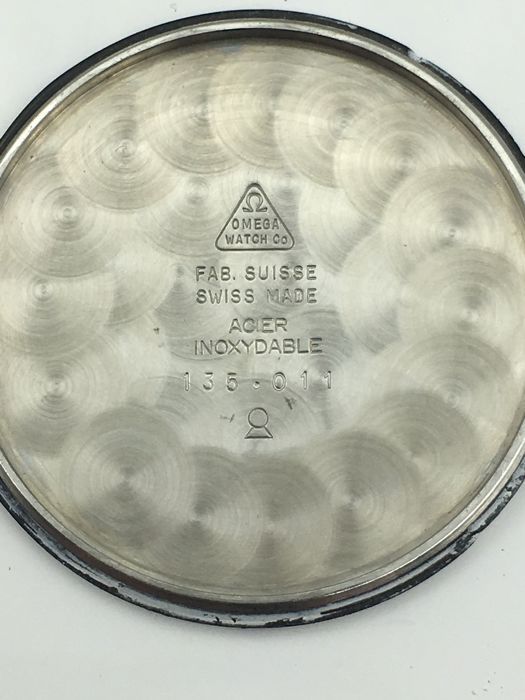 Ω
OMEGA
WATCH Co
FAB. SUISSE
SWISS MADE
ACIER
INOXYDABLE
135.011